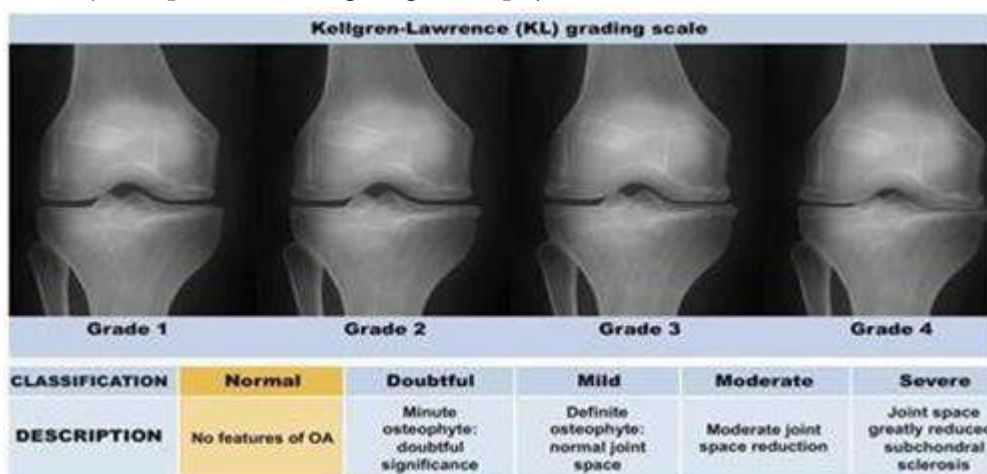 Kellgren-Lawrence (KL) grading scale
Grade 1
Grade 2
Grade 3
Grade 4
CLASSIFICATION
Normal
Doubtful
Mild
Moderate
Severe
DESCRIPTION
No features of OA
Minute
osteophyte:
doubtful
significance
Definite
osteophyte:
normal joint
space
Moderate joint
space reduction
Joint space
greatly reduced
subchondral
sclerosis